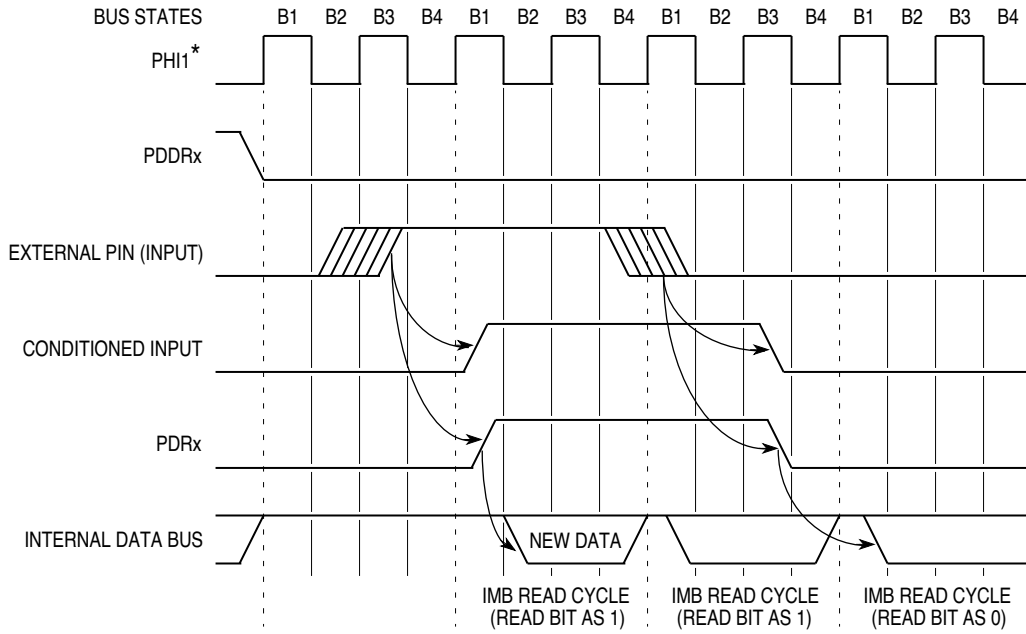 BUS STATES B1 B2 B3 B4 B1 B2 B3 B4 B1 B2 B3 B4 B1 B2 B3 B4
PHI1*
PDDRx
EXTERNAL PIN (INPUT)
CONDITIONED INPUT
PDRx
INTERNAL DATA BUS NEW DATA
IMB READ CYCLE IMB READ CYCLE IMB READ CYCLE
(READ BIT AS 1) (READ BIT AS 1) (READ BIT AS 0)